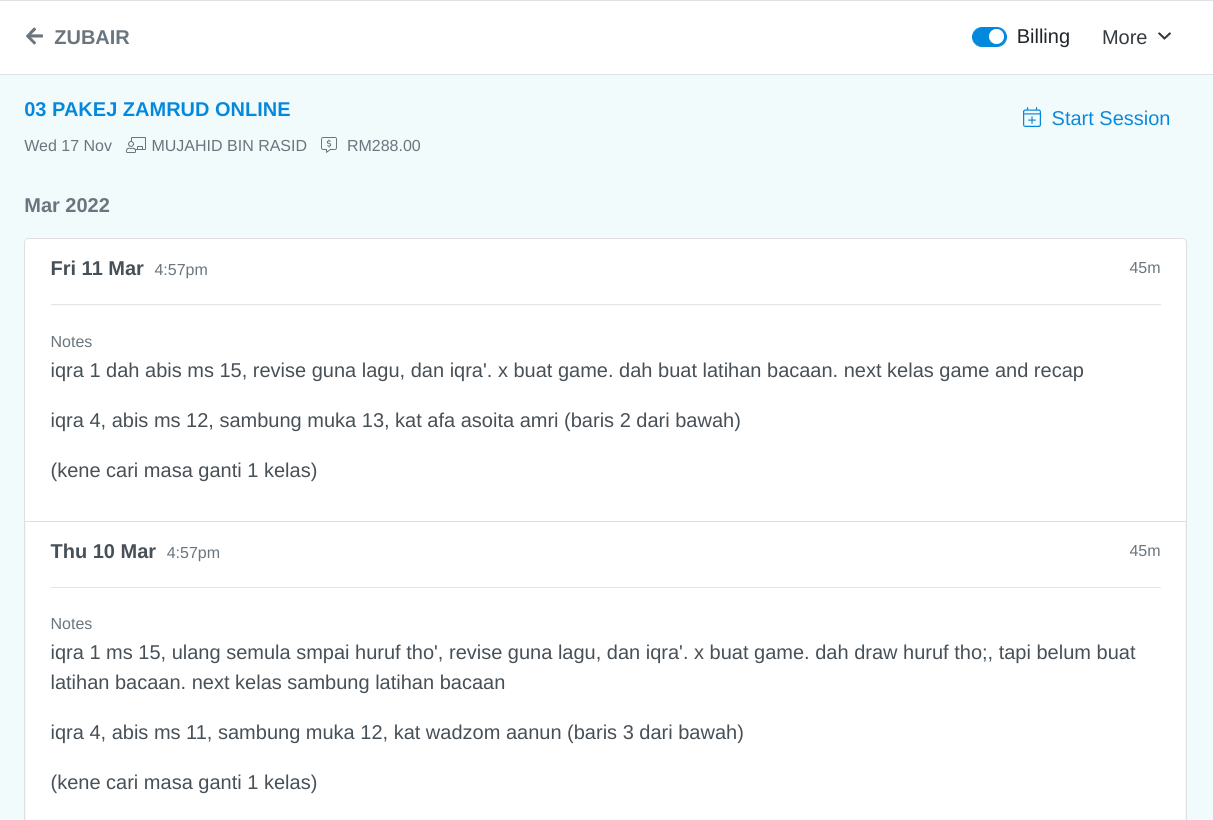 ZUBAIR
Billing
More
03 PAKEJ ZAMRUD ONLINE
Start Session
Wed 17 Nov MUJAHID BIN RASID RM288.00
Mar 2022
Fri 11 Mar 4:57pm 45m
Notes
iqra 1 dah abis ms 15, revise guna lagu, dan iqra'. x buat game. dah buat latihan bacaan. next kelas game and recap
iqra 4, abis ms 12, sambung muka 13, kat afa asoita amri (baris 2 dari bawah)
(kene cari masa ganti 1 kelas)
Thu 10 Mar 4:57pm 45m
Notes
iqra 1 ms 15, ulang semula smpai huruf tho', revise guna lagu, dan iqra'. x buat game. dah draw huruf tho;, tapi belum buat
latihan bacaan. next kelas sambung latihan bacaan
iqra 4, abis ms 11, sambung muka 12, kat wadzom aanun (baris 3 dari bawah)
(kene cari masa ganti 1 kelas)